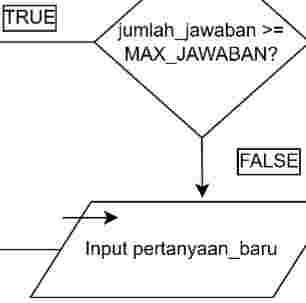 TRUE
jumlah_jawaban >=
MAX_JAWABAN?
FALSE
Input pertanyaan_baru